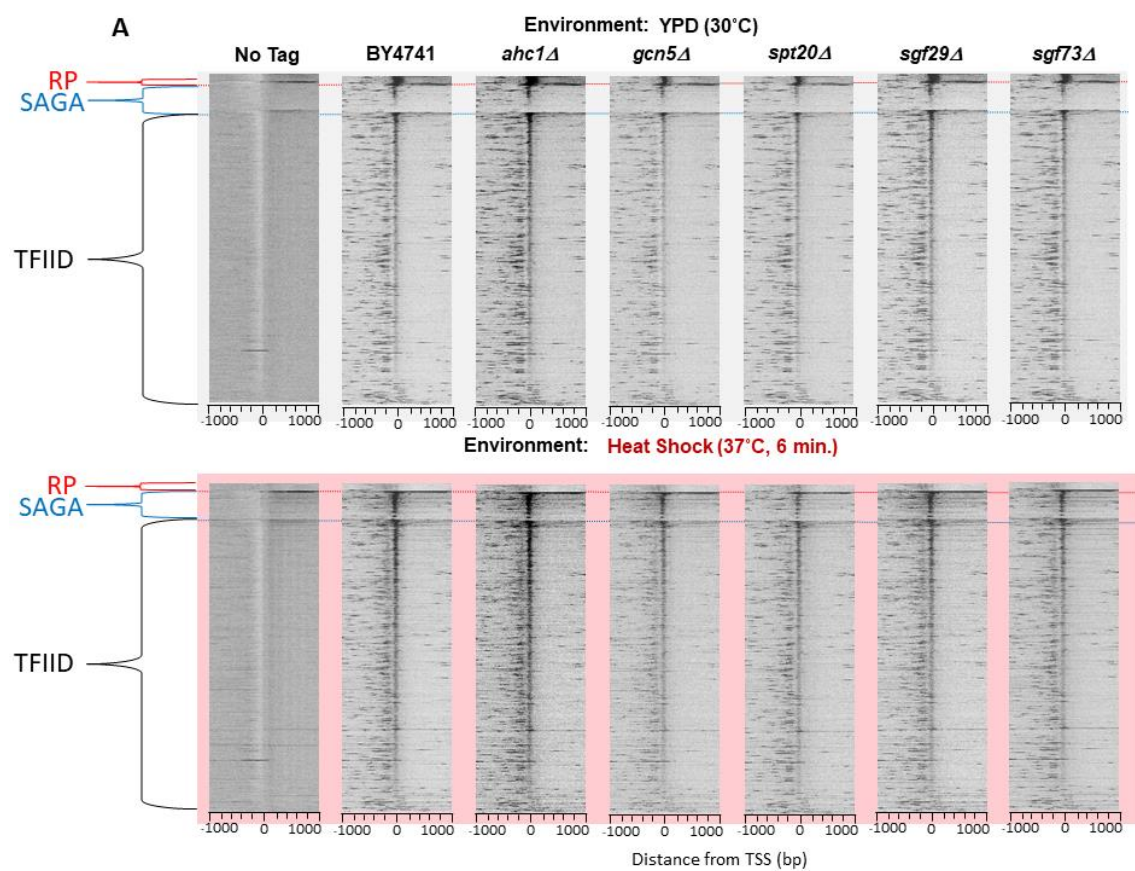 A
Environment: YPD (30˚C)
No Tag BY4741 ahc1Δ gcn5Δ spt20Δ sgf29Δ sgf73Δ
RP
SAGA
TFIID
-1000 0 1000 -1000 0 1000 -1000 0 1000 -1000 0 1000 -1000 0 1000 -1000 0 1000 -1000 0 1000
Environment: Heat Shock (37˚C, 6 min.)
RP
SAGA
TFIID
-1000 0 1000 -1000 0 1000 -1000 0 1000 -1000 0 1000 -1000 0 1000 -1000 0 1000 -1000 0 1000
Distance from TSS (bp)